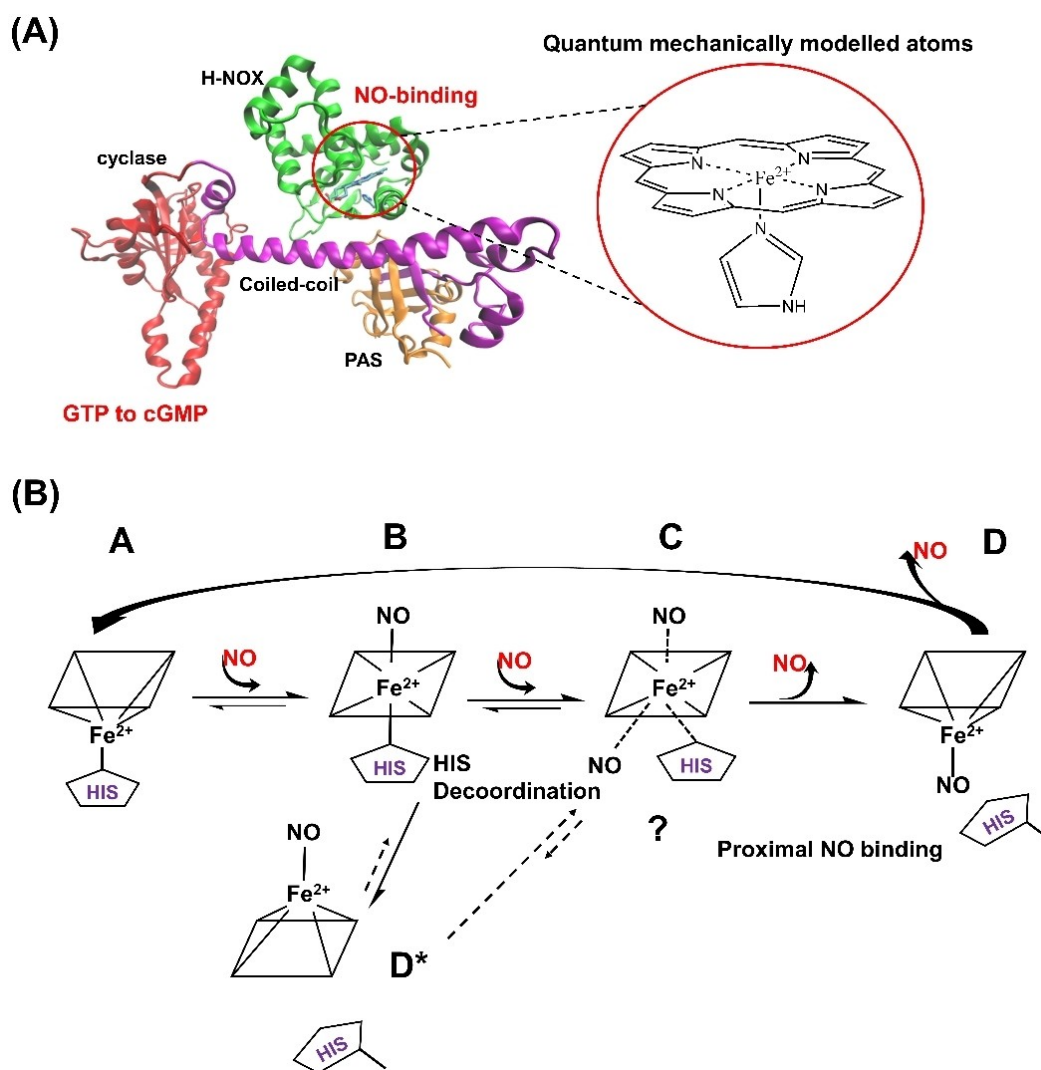 (A)
Quantum mechanically modelled atoms
H-NOX
NO-binding
cyclase
N
N
Fe2+
N
N
N
NH
Coiled-coil
PAS
GTP to cGMP
(B)
A
B
C
D
NO
NO
NO
NO
NO
NO
Fe2+
Fe2+
Fe2+
Fe2+
HIS
HIS
HIS
NO
HIS
NO
HIS
Decoordination
?
Proximal NO binding
NO
Fe2+
D*
HIS